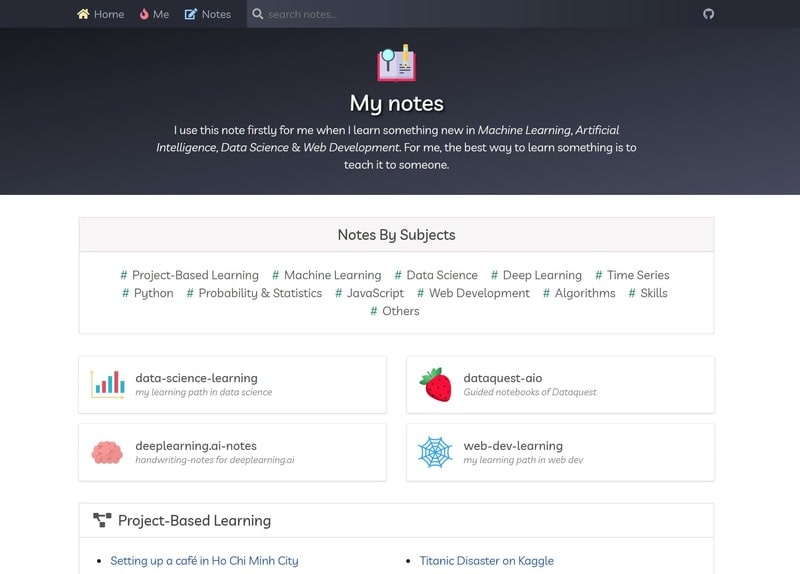 Home Me Notes search notes...
My notes
I use this note firstly for me when I learn something new in Machine Learning, Artificial
Intelligence, Data Science & Web Development. For me, the best way to learn something is to
teach it to someone.
Notes By Subjects
# Project-Based Learning # Machine Learning # Data Science # Deep Learning # Time Series
# Python # Probability & Statistics # JavaScript # Web Development # Algorithms # Skills
# Others
data-science-learning
my learning path in data science
dataquest-aio
Guided notebooks of Dataquest
deeplearning.ai-notes
handwriting-notes for deeplearning.ai
web-dev-learning
my learning path in web dev
Project-Based Learning
Setting up a café in Ho Chi Minh City
Titanic Disaster on Kaggle